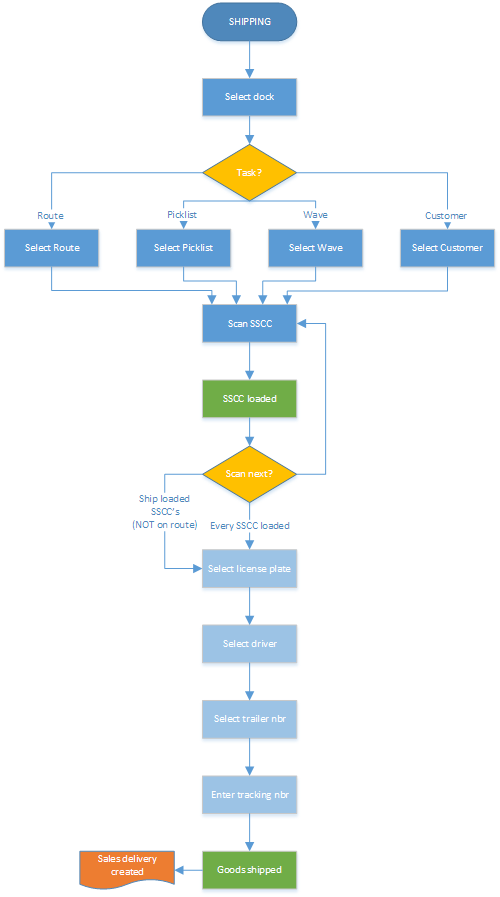 SHIPPING
Select dock
Task?
Route
Picklist
Wave
Customer
Select Route
Select Picklist
Select Wave
Select Customer
Scan SSCC
SSCC loaded
Scan next?
Ship loaded
SSCC's
(NOT on route)
Every SSCC loaded
Select license plate
Select driver
Select trailer nbr
Enter tracking nbr
Sales delivery
created
Goods shipped